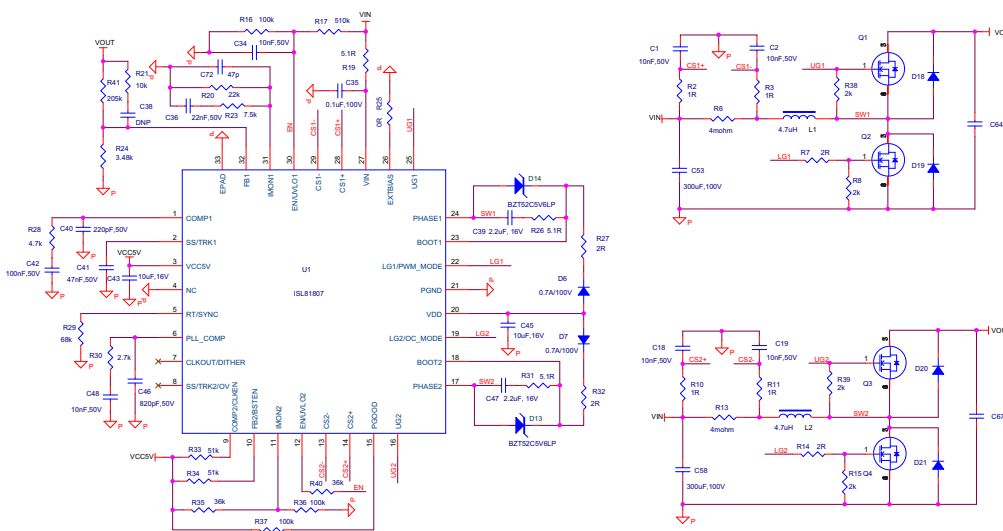 R16 100k
R17 510k
VIN
C34
10nF,50V
VOUT
R21
10k
R41
205k
C38
DNP
R24
3.48k
P
P
C72 47p
R20
22k
C36
22nF,50V
R23 7.5k
5.1R
R19
P
C35
0.1uF,100V
P
R25
0R
EN
CS1-
CS1+
UG1
P
P
P
33
32
31
30
29
28
27
26
25
EPAD
FB1
IMON1
EN/UVLO1
CS1-
CS1+
VIN
EXTBIAS
UG1
U1
ISL81807
1 COMP1
2 SS/TRK1
3 VCC5V
4 NC
5 RT/SYNC
6 PLL_COMP
7 CLKOUT/DITHER
8 SS/TRK2/OV
PHASE1 24
BOOT1 23
LG1/PWM_MODE 22
PGND 21
VDD 20
LG2/OC_MODE 19
BOOT2 18
PHASE2 17
COMP2/CLKEN
FB2/BSTEN
IMON2
EN/UVLO2
CS2-
CS2+
PGOOD
UG2
9
10
11
12
13
14
15
16
R28
4.7k
C40
220pF,50V
C42
100nF,50V
C41
47nF,50V
VCC5V
C43
10uF,16V
P
P
P
P
R29
68k
R30
2.7k
C48
10nF,50V
C46
820pF,50V
P
P
P
D14
BZT52C5V6LP
SW1
C39 2.2uF, 16V
R26 5.1R
R27
2R
LG1
P
D6
0.7A/100V
C45
10uF,16V
P
LG2
D7
0.7A/100V
SW2
R31 5.1R
C47 2.2uF, 16V
D13
BZT52C5V6LP
R32
2R
VCC5V
R33 51k
R34 51k
R35 36k
R36 100k
R37 100k
R40 36k
EN
P
CS2-
CS2+
UG2
C1
10nF,50V
P
C2
10nF,50V
CS1+
CS1-
R2
1R
R3
1R
UG1
Q1
1
R38
2k
D18
VIN
R6
4mohm
4.7uH L1
SW1
Q2
LG1
R7 2R
1
R8
2k
D19
C53
300uF,100V
P
C64
C18
10nF,50V
P
C19
10nF,50V
CS2+
CS2-
R10
1R
R11
1R
UG2
1
Q3
R39
2k
D20
VIN
R13
4mohm
4.7uH L2
SW2
LG2
R14 2R
1
R15
2k
Q4
D21
C58
300uF,100V
P
C67